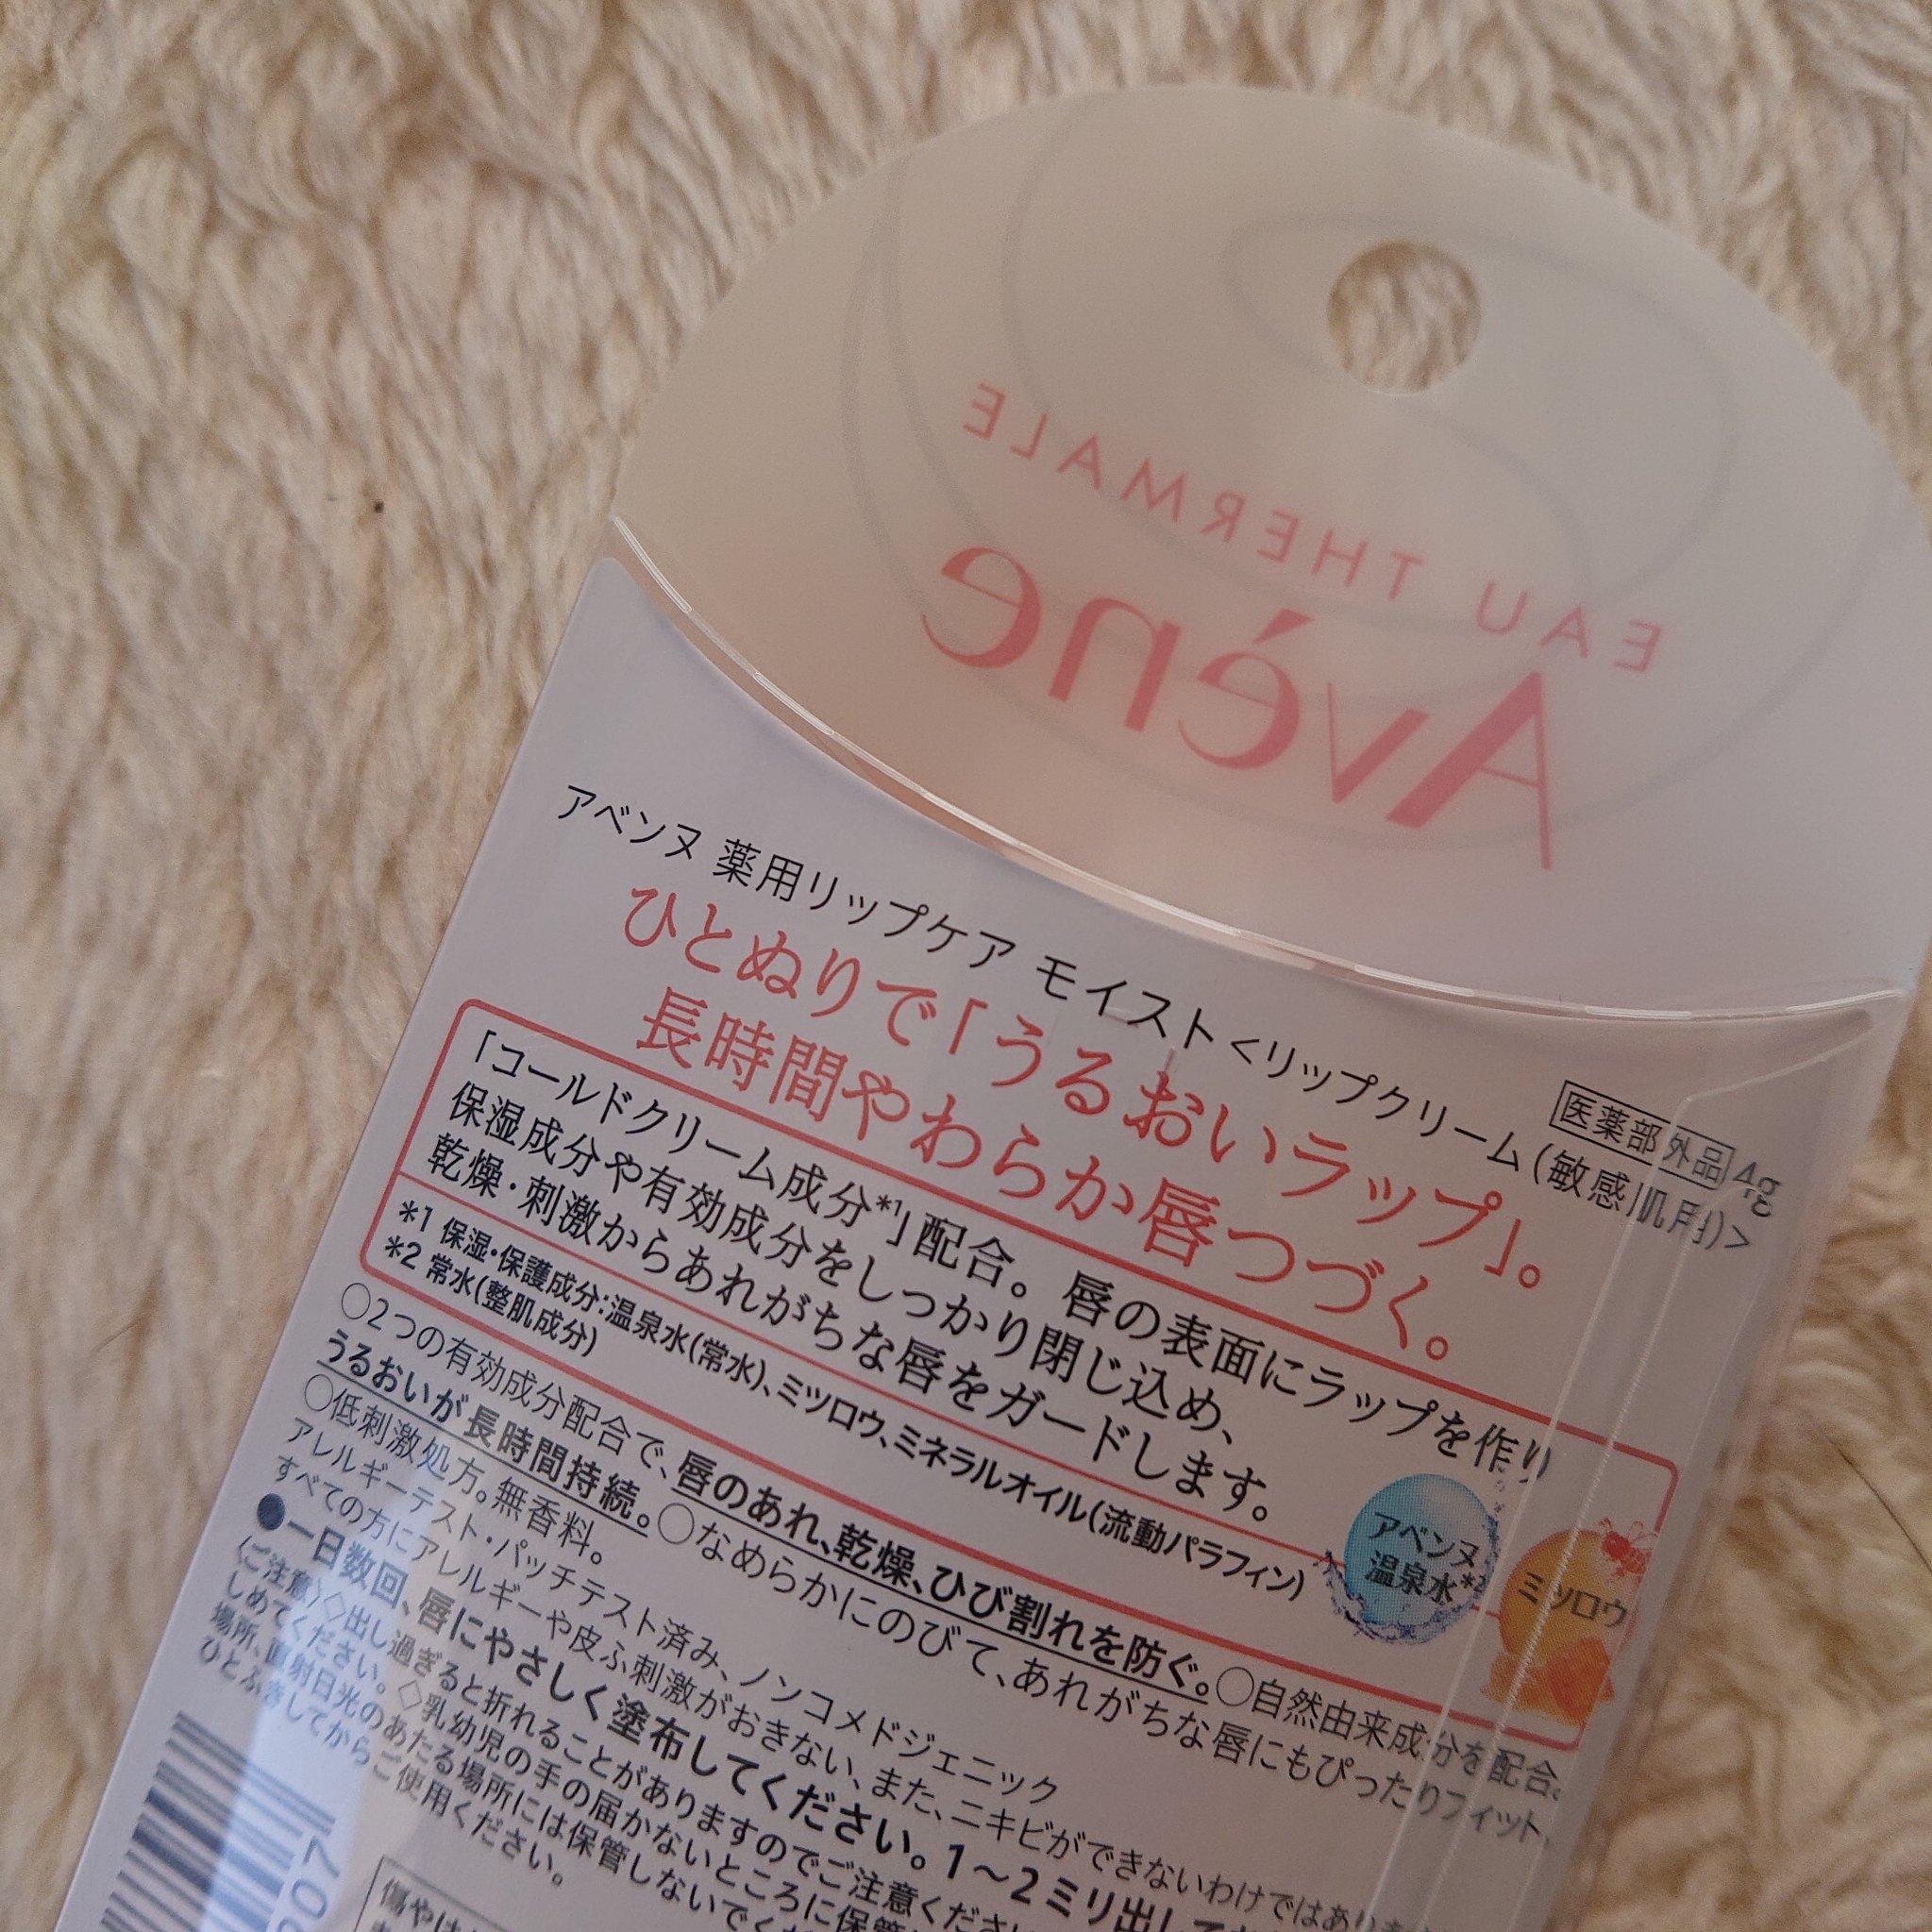 EAU THERMALE
Avène
医薬部外品 4g
アベンヌ 薬用リップケア モイスト<リップクリーム(敏感肌用)>
ひとぬりで「うるおいラップ」。
長時間やわらか唇つづく。
「コールドクリーム成分*1」配合。唇の表面にラップを作り
保湿成分や有効成分をしっかり閉じ込め、
乾燥・刺激からあれがちな唇をガードします。
*1 保湿・保護成分:温泉水(常水)、ミツロウ、ミネラルオイル(流動パラフィン)
*2 常水(整肌成分)
アベンヌ
温泉水*2
ミツロウ
○2つの有効成分配合で、唇のあれ、乾燥、ひび割れを防ぐ。○自然由来成分を配合。
うるおいが長時間持続。○なめらかにのびて、あれがちな唇にもぴったりフィット。
○低刺激処方。無香料。
アレルギーテスト・パッチテスト済み、ノンコメドジェニック
すべての方にアレルギーや皮ふ刺激がおきない、また、ニキビができないわけではあり
●一日数回、唇にやさしく塗布してください。1～2ミリ出して
〈ご注意〉◇出し過ぎると折れることがありますのでご注意くださ
しめてください。◇乳幼児の手の届かないところに保管
場所、直射日光のあたる場所には保管しないでくだ
ひとふきしてからご使用ください。
傷やは
307